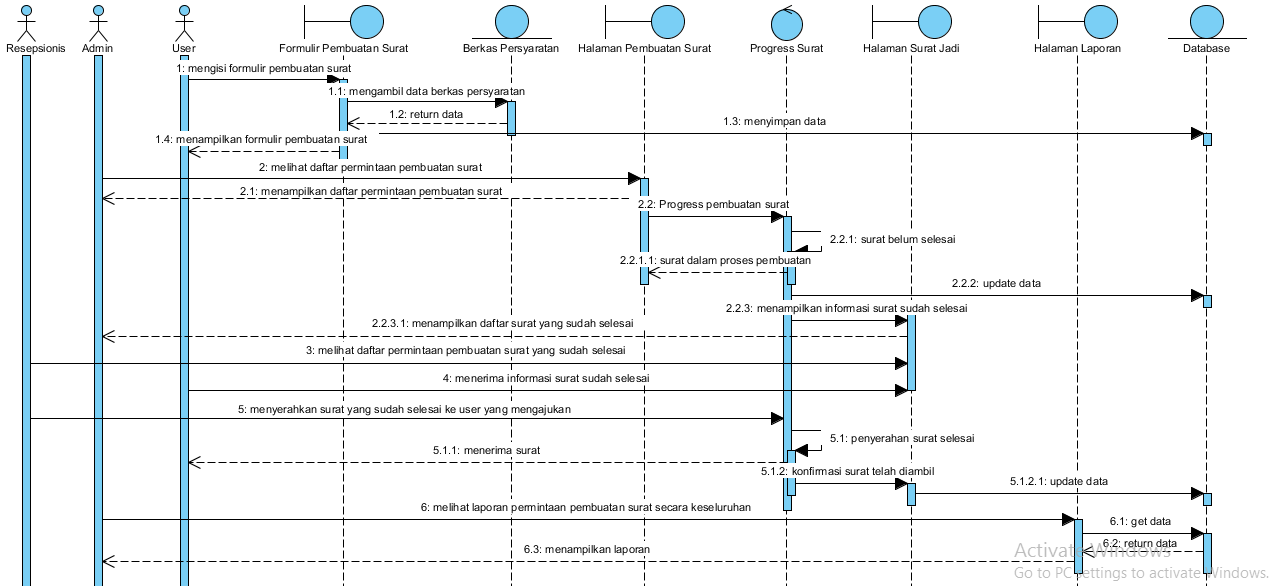 Resepsionis
Admin
User
Formulir Pembuatan Surat
Berkas Persyaratan
Halaman Pembuatan Surat
Progress Surat
Halaman Surat Jadi
Halaman Laporan
Database
1: mengisi formulir pembuatan surat
1.1: mengambil data berkas persyaratan
1.2: return data
1.3: menyimpan data
1.4: menampilkan formulir pembuatan surat
2: melihat daftar permintaan pembuatan surat
2.1: menampilkan daftar permintaan pembuatan surat
2.2: Progress pembuatan surat
2.2.1: surat belum selesai
2.2.1.1: surat dalam proses pembuatan
2.2.2: update data
2.2.3: menampilkan informasi surat sudah selesai
2.2.3.1: menampilkan daftar surat yang sudah selesai
3: melihat daftar permintaan pembuatan surat yang sudah selesai
4: menerima informasi surat sudah selesai
5: menyerahkan surat yang sudah selesai ke user yang mengajukan
5.1: penyerahan surat selesai
5.1.1: menerima surat
5.1.2: konfirmasi surat telah diambil
5.1.2.1: update data
6: melihat laporan permintaan pembuatan surat secara keseluruhan
6.1: get data
6.2: return data
6.3: menampilkan laporan
Activate Windows
Go to PC settings to activate Windows.